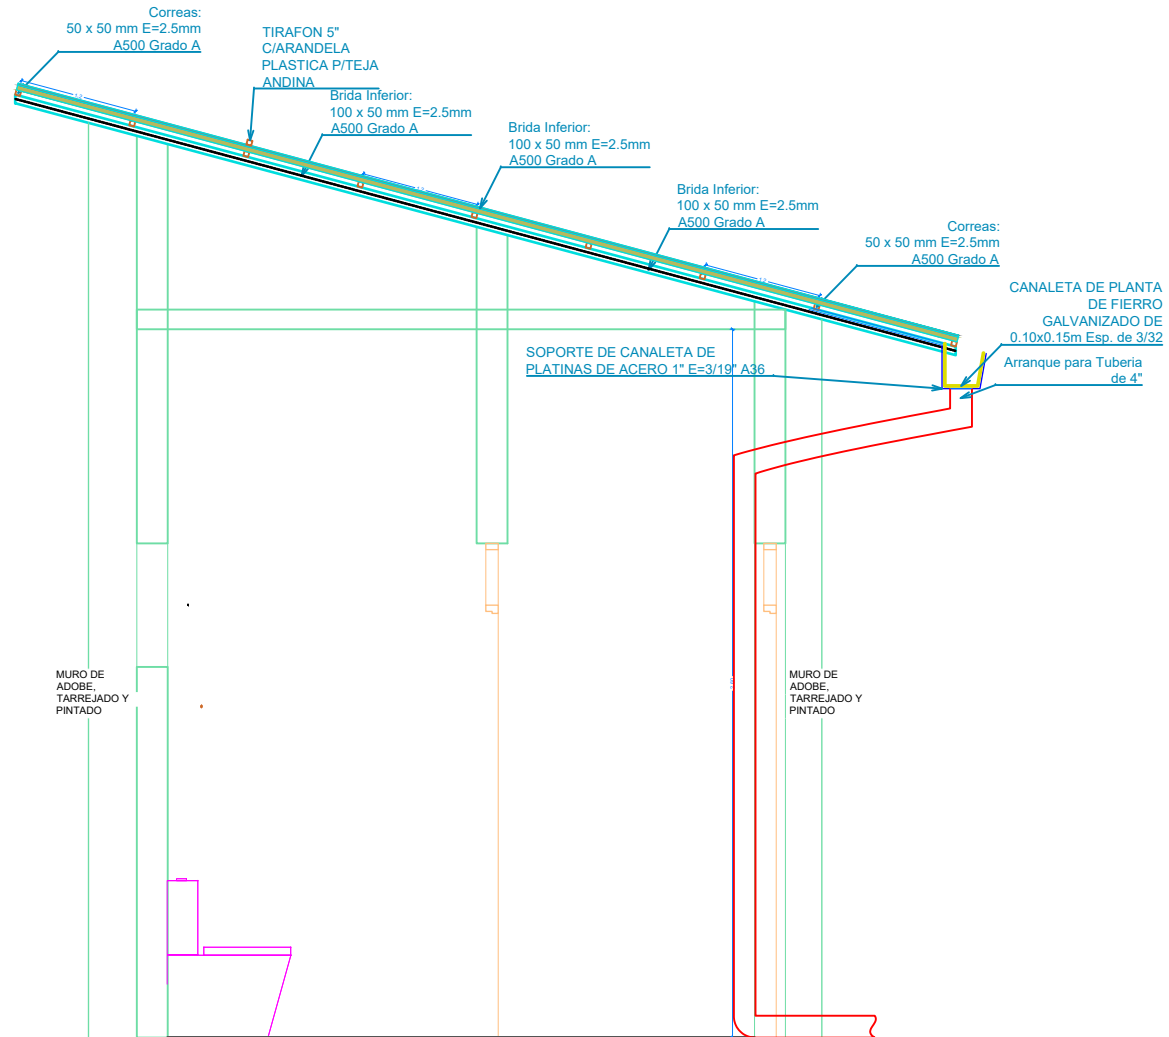 Correas:
50 x 50 mm E=2.5mm
A500 Grado A
TIRAFON 5"
C/ARANDELA
PLASTICA P/TEJA
ANDINA
Brida Inferior:
100 x 50 mm E=2.5mm
A500 Grado A
Brida Inferior:
100 x 50 mm E=2.5mm
A500 Grado A
Brida Inferior:
100 x 50 mm E=2.5mm
A500 Grado A
Correas:
50 x 50 mm E=2.5mm
A500 Grado A
CANALETA DE PLANTA
DE FIERRO
GALVANIZADO DE
0.10x0.15m Esp. de 3/32
SOPORTE DE CANALETA DE
PLATINAS DE ACERO 1" E=3/19" A36
Arranque para Tuberia
de 4"
MURO DE
ADOBE,
TARREJADO Y
PINTADO
MURO DE
ADOBE,
TARREJADO Y
PINTADO